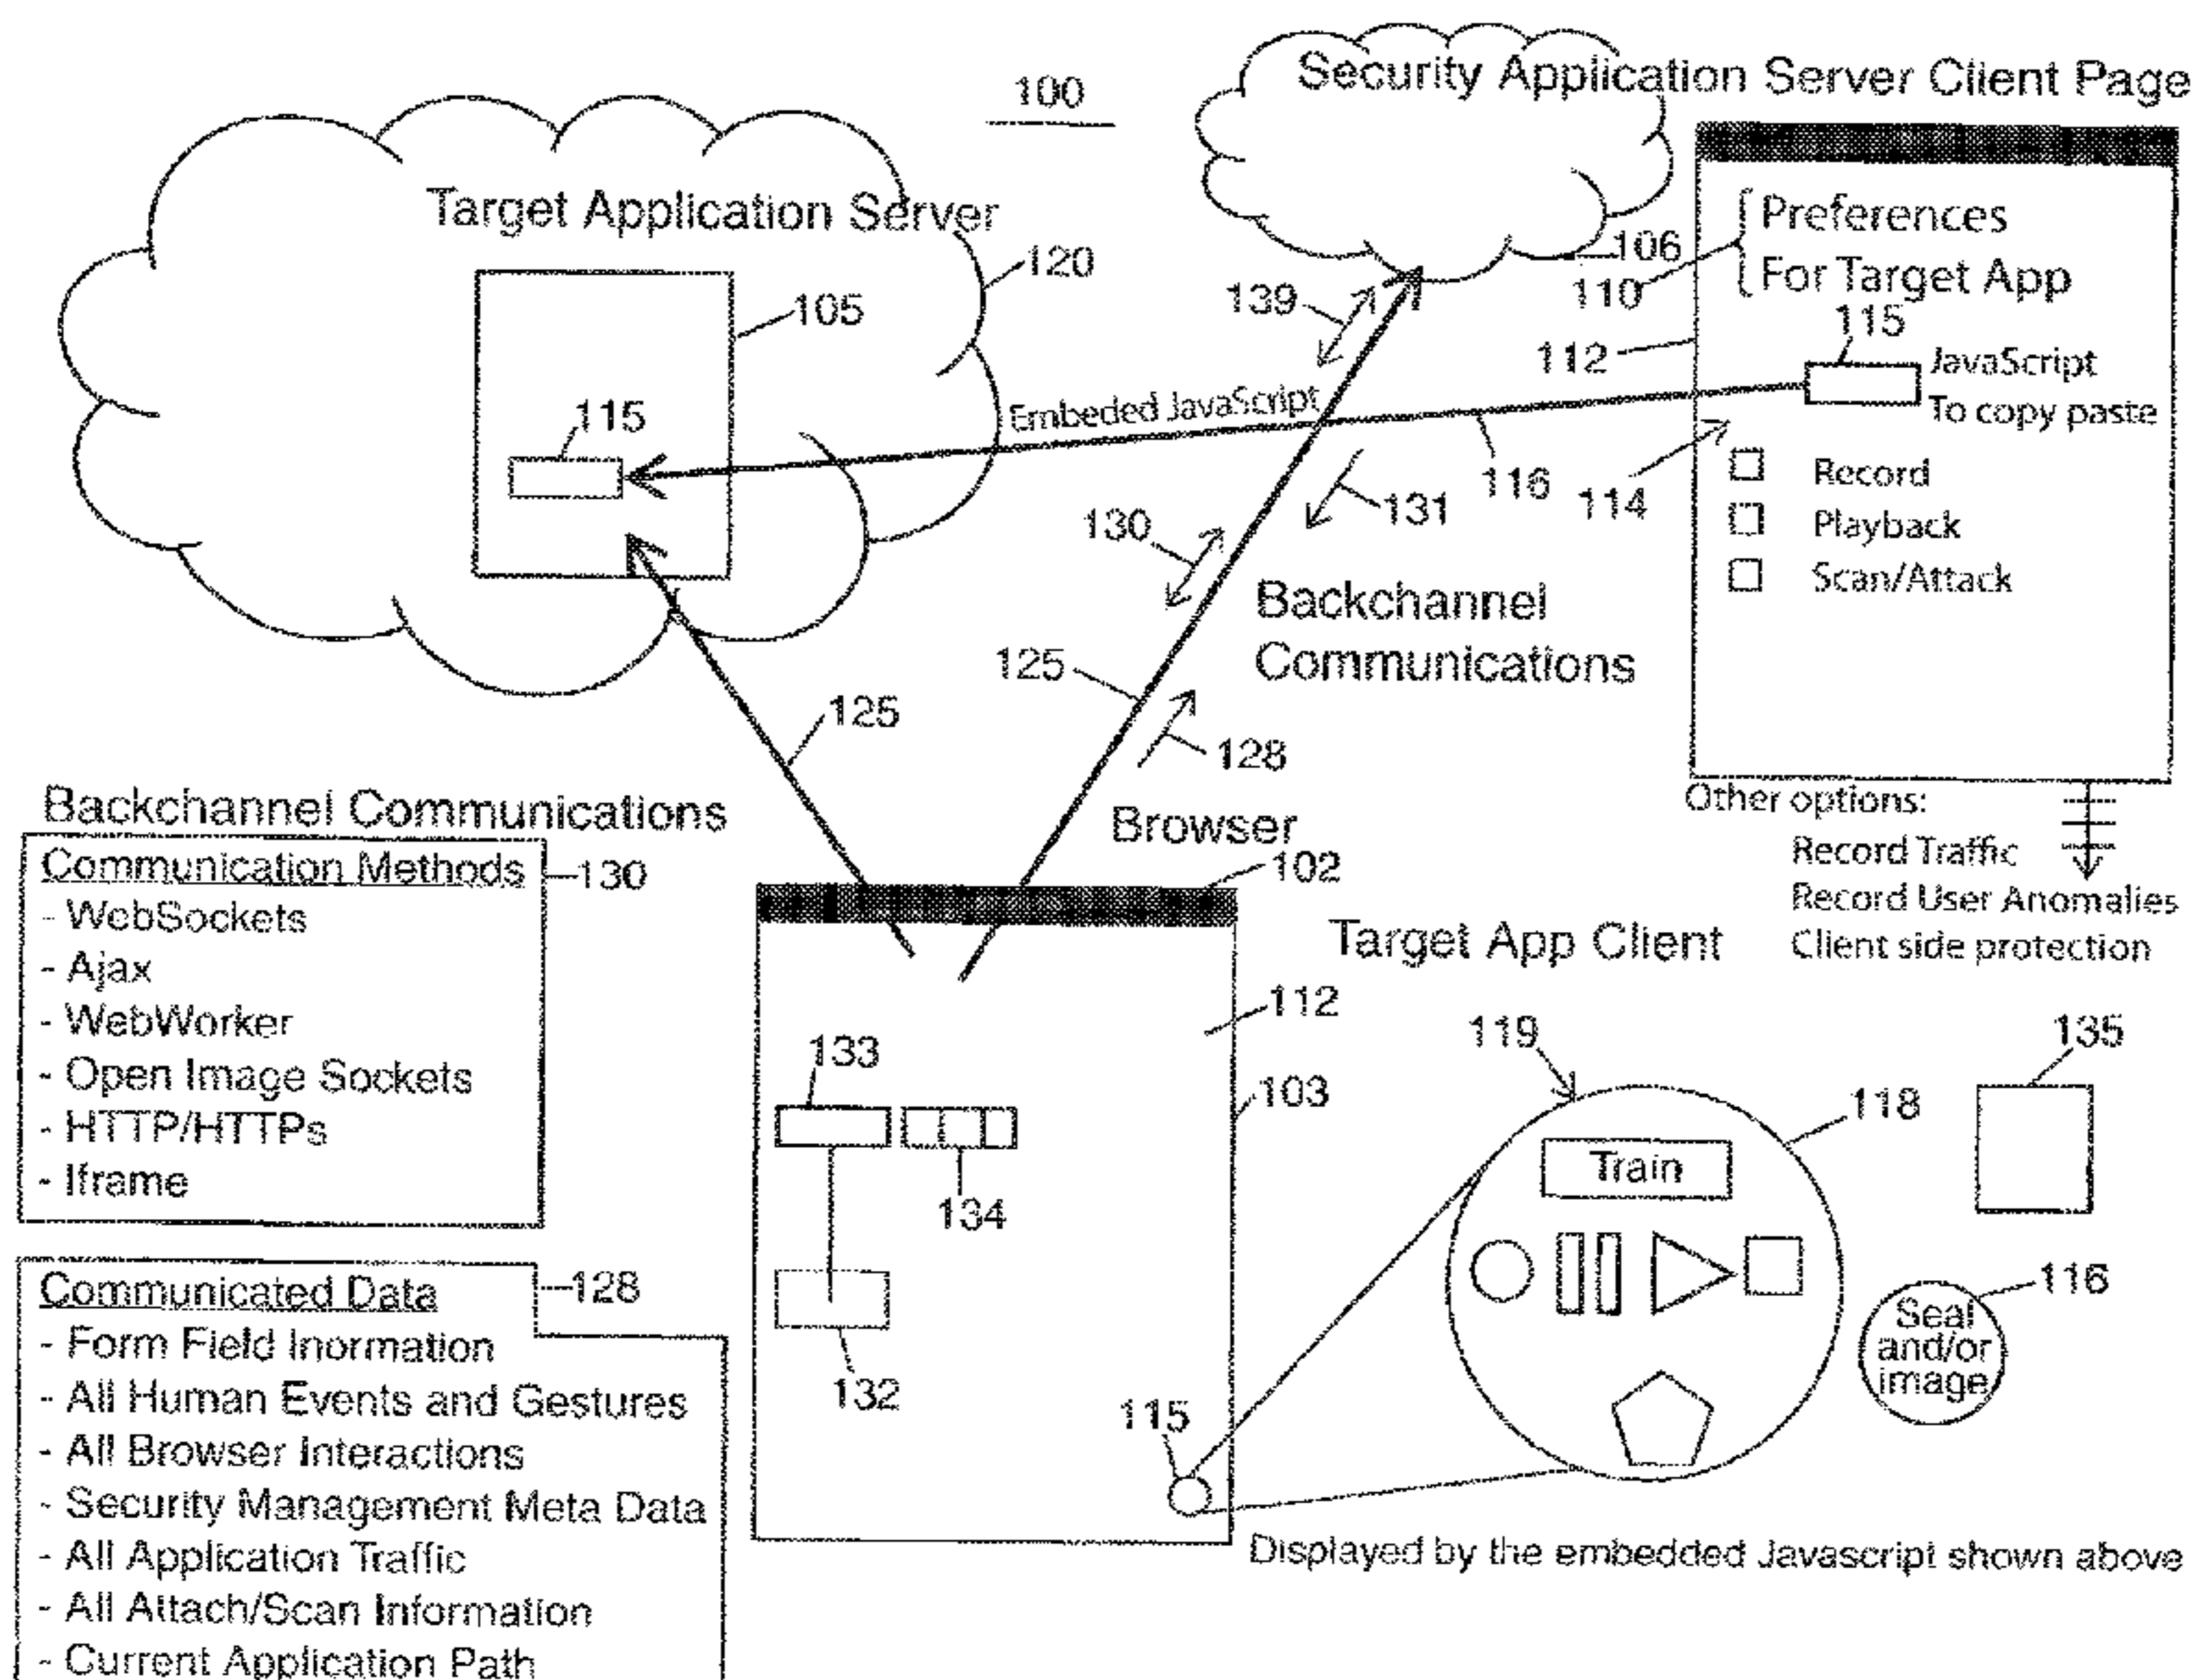 100
Security Application Server Client Page
Target Application Server
120
105
115
106
139
110
Preferences
For Target App
115
112
JavaScript
To copy paste
Embeded JavaScript
116
114
131
130
Record
Playback
Scan/Attack
Backchannel
Communications
125
125
128
Browser
102
Other options:
Record Traffic
Record User Anomalies
Client side protection
Backchannel Communications
Communication Methods
130
- WebSockets
- Ajax
- WebWorker
- Open Image Sockets
- HTTP/HTTPs
- Iframe
Communicated Data
128
- Form Field Inormation
- All Human Events and Gestures
- All Browser Interactions
- Security Management Meta Data
- All Application Traffic
- All Attach/Scan Information
- Current Application Path
Target App Client
112
103
133
134
132
115
119
118
Train
135
116
Seal
and/or
image
Displayed by the embedded Javascript shown above